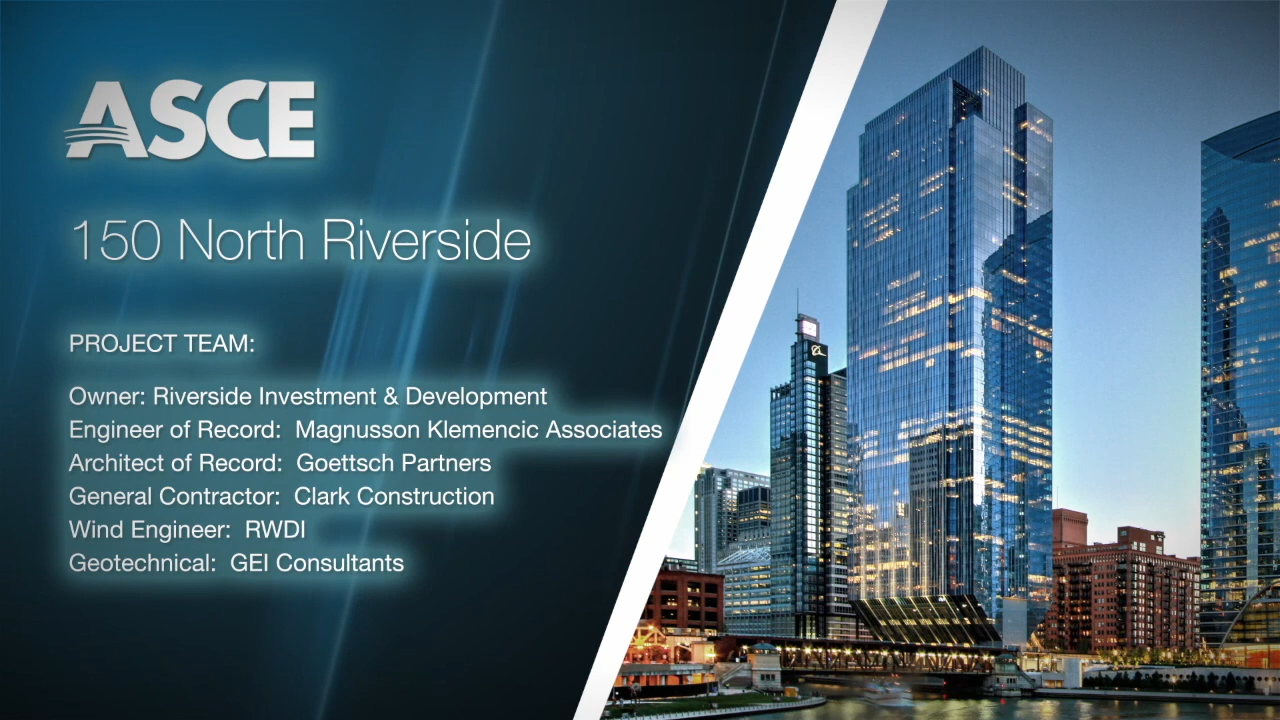 ASCE
150 North Riverside
PROJECT TEAM:
Owner: Riverside Investment & Development
Engineer of Record: Magnusson Klemencic Associates
Architect of Record: Goettsch Partners
General Contractor: Clark Construction
Wind Engineer: RWDI
Geotechnical: GEI Consultants